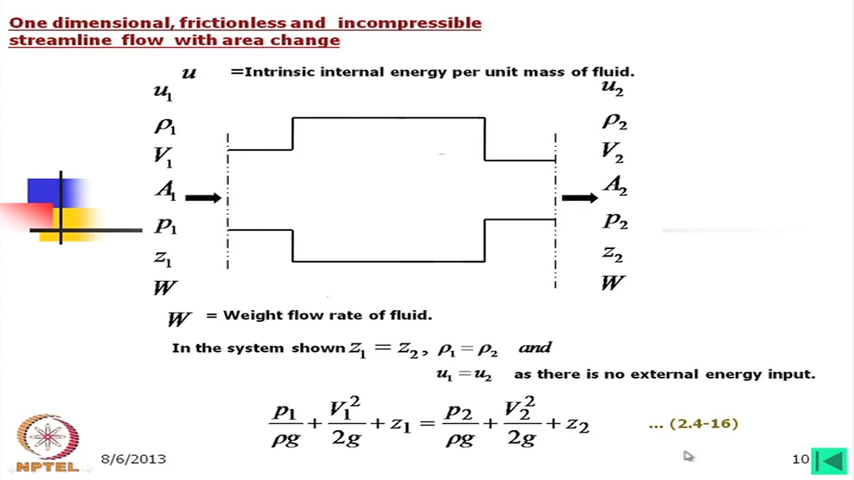 One dimensional, frictionless and incompressible
streamline flow with area change
u =Intrinsic internal energy per unit mass of fluid.
u₁ u₂
ρ₁ ρ₂
V₁ V₂
A₁ A₂
p₁ p₂
z₁ z₂
W W
W = Weight flow rate of fluid.
In the system shown z₁ = z₂, ρ₁ = ρ₂ and
u₁ = u₂ as there is no external energy input.
p₁/ρg + V₁²/2g + z₁ = p₂/ρg + V₂²/2g + z₂ ... (2.4-16)
NPTEL 8/6/2013 10